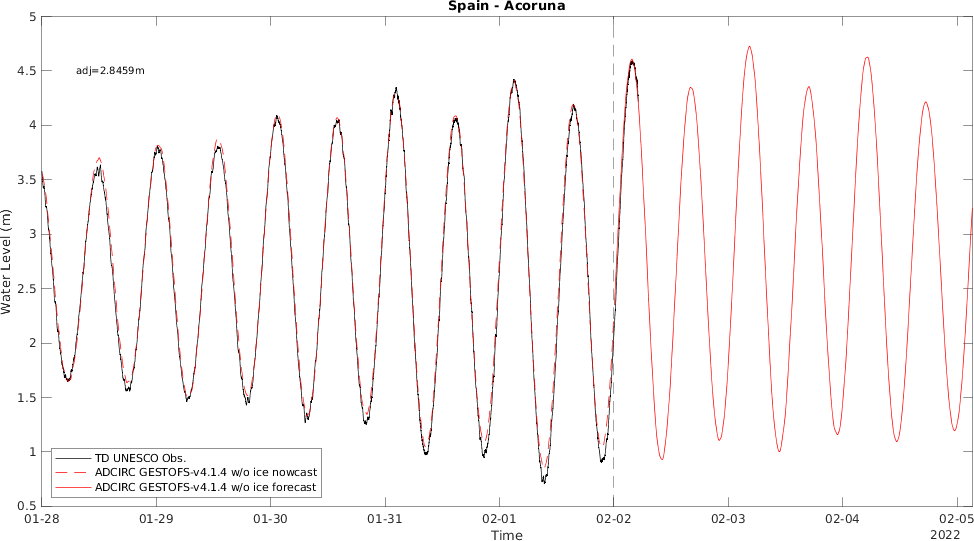 Spain - Acoruna
5
adj=2.8459m
4.5
4
3.5
3
2.5
2
1.5
1
0.5
Water Level (m)
TD UNESCO Obs.
ADCIRC GESTOFS-v4.1.4 w/o ice nowcast
ADCIRC GESTOFS-v4.1.4 w/o ice forecast
01-28 01-29 01-30 01-31 02-01 02-02 02-03 02-04 02-05
Time
2022